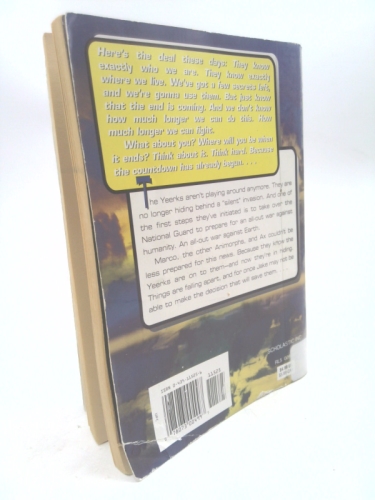 Here's the deal these days: They know
exactly who we are. They know exactly
where we live. We've got a few secrets left,
and we're gonna use them. But just know
that the end is coming. And we don't know
how much longer we can do this. How
much longer we can fight.
What about you? Where will you be when
it ends? Think about it. Think hard. Because
the countdown has already begun. . . .
The Yeerks aren't playing around anymore. They are
no longer hiding behind a "silent" invasion. And one of
the first steps they've initiated is to take over the
National Guard to prepare for an all-out war against
humanity. An all-out war against Earth.
Marco, the other Animorphs, and Ax couldn't be
less prepared for this news. Because they know the
Yeerks are on to them—and now they're in hiding.
Things are falling apart, and for once Jake may not be
able to make the decision that will save them.
SCHOLASTIC INC.